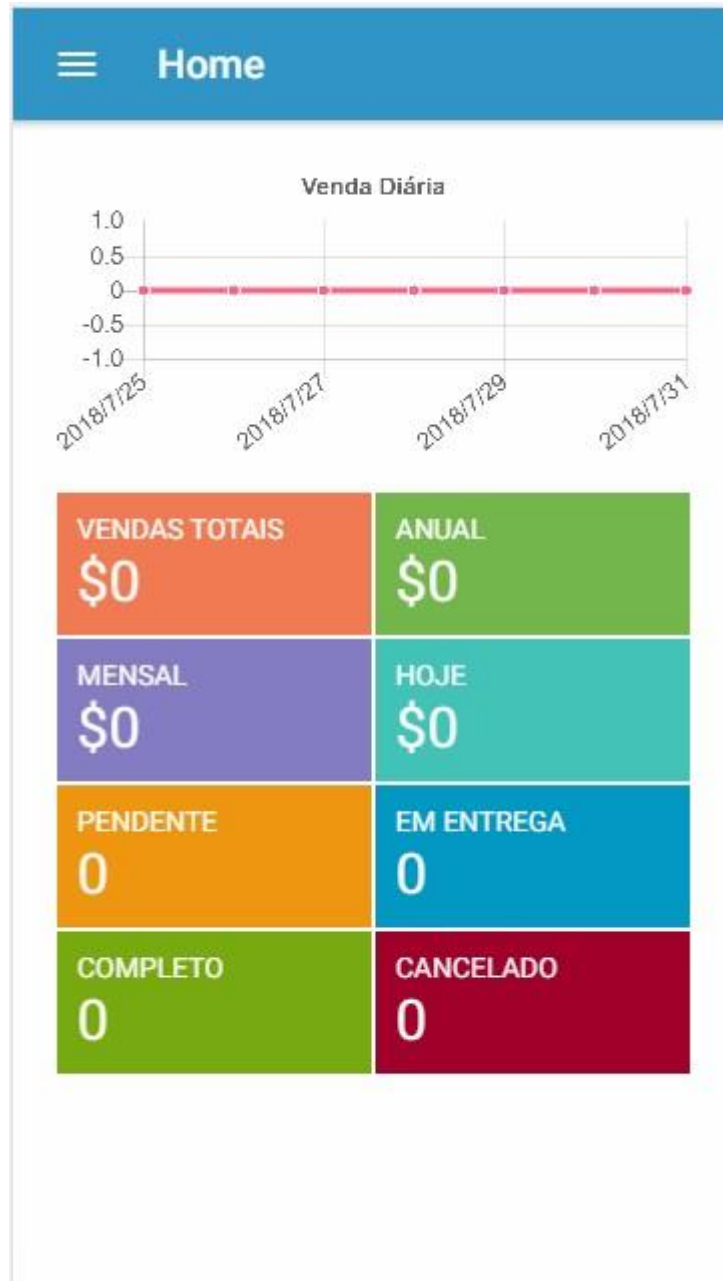 Home
Venda Diária
1.0
0.5
0
-0.5
-1.0
2018/7/25 2018/7/27 2018/7/29 2018/7/31
VENDAS TOTAIS ANUAL
$0 $0
MENSAL HOJE
$0 $0
PENDENTE EM ENTREGA
0 0
COMPLETO CANCELADO
0 0